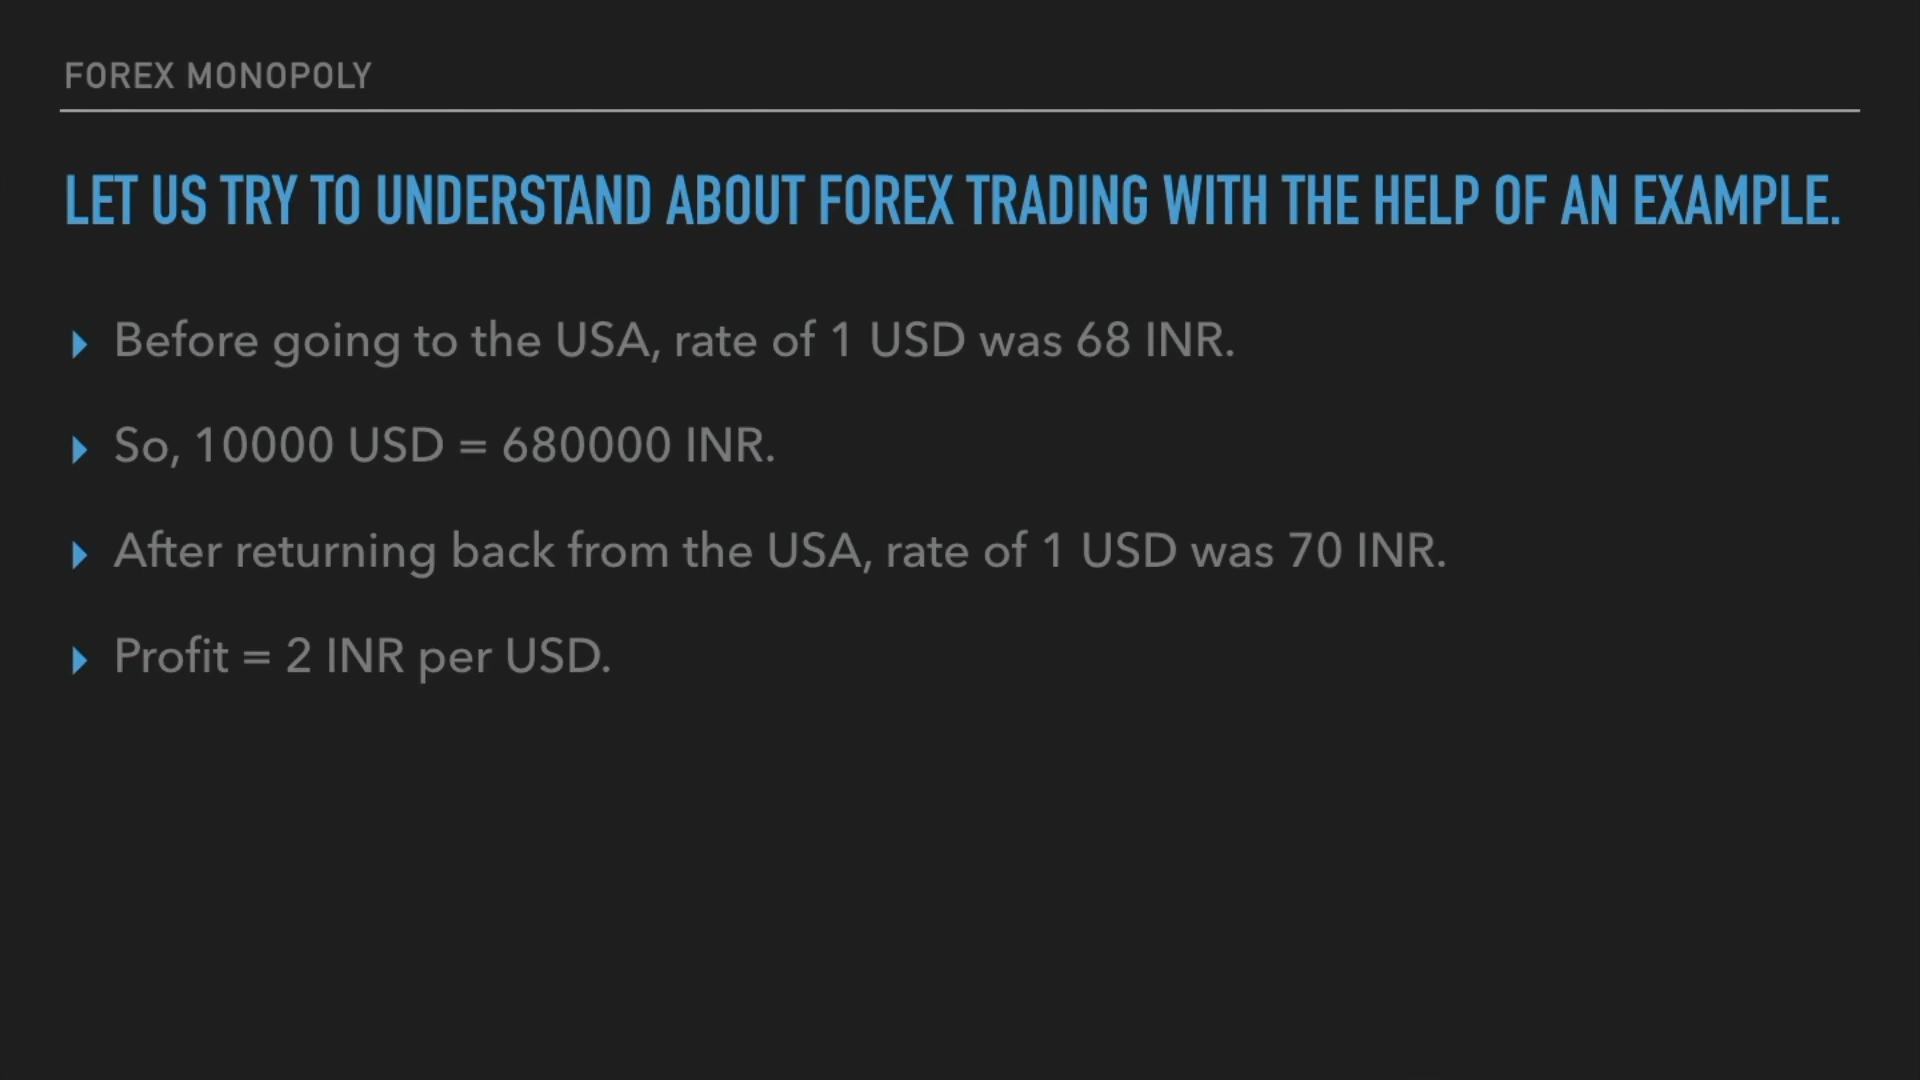 FOREX MONOPOLY
LET US TRY TO UNDERSTAND ABOUT FOREX TRADING WITH THE HELP OF AN EXAMPLE.
Before going to the USA, rate of 1 USD was 68 INR.
So, 10000 USD = 680000 INR.
After returning back from the USA, rate of 1 USD was 70 INR.
Profit = 2 INR per USD.